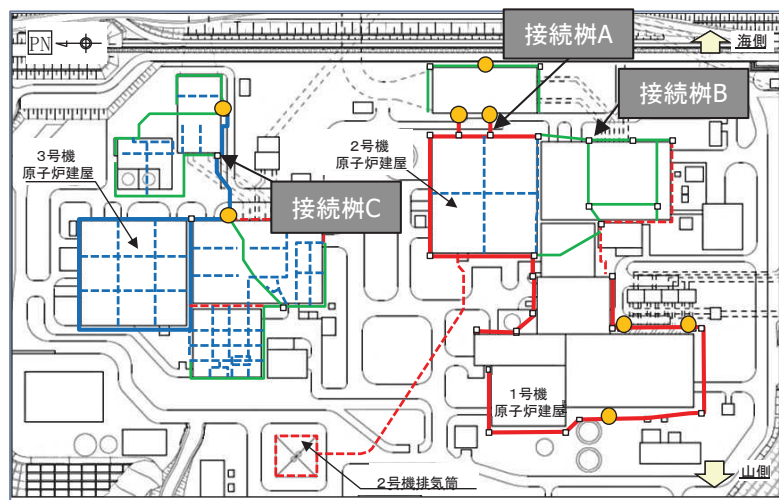 PN
接続桝A
海側
接続桝B
3号機
原子炉建屋
2号機
原子炉建屋
接続桝C
1号機
原子炉建屋
2号機排気筒
山側